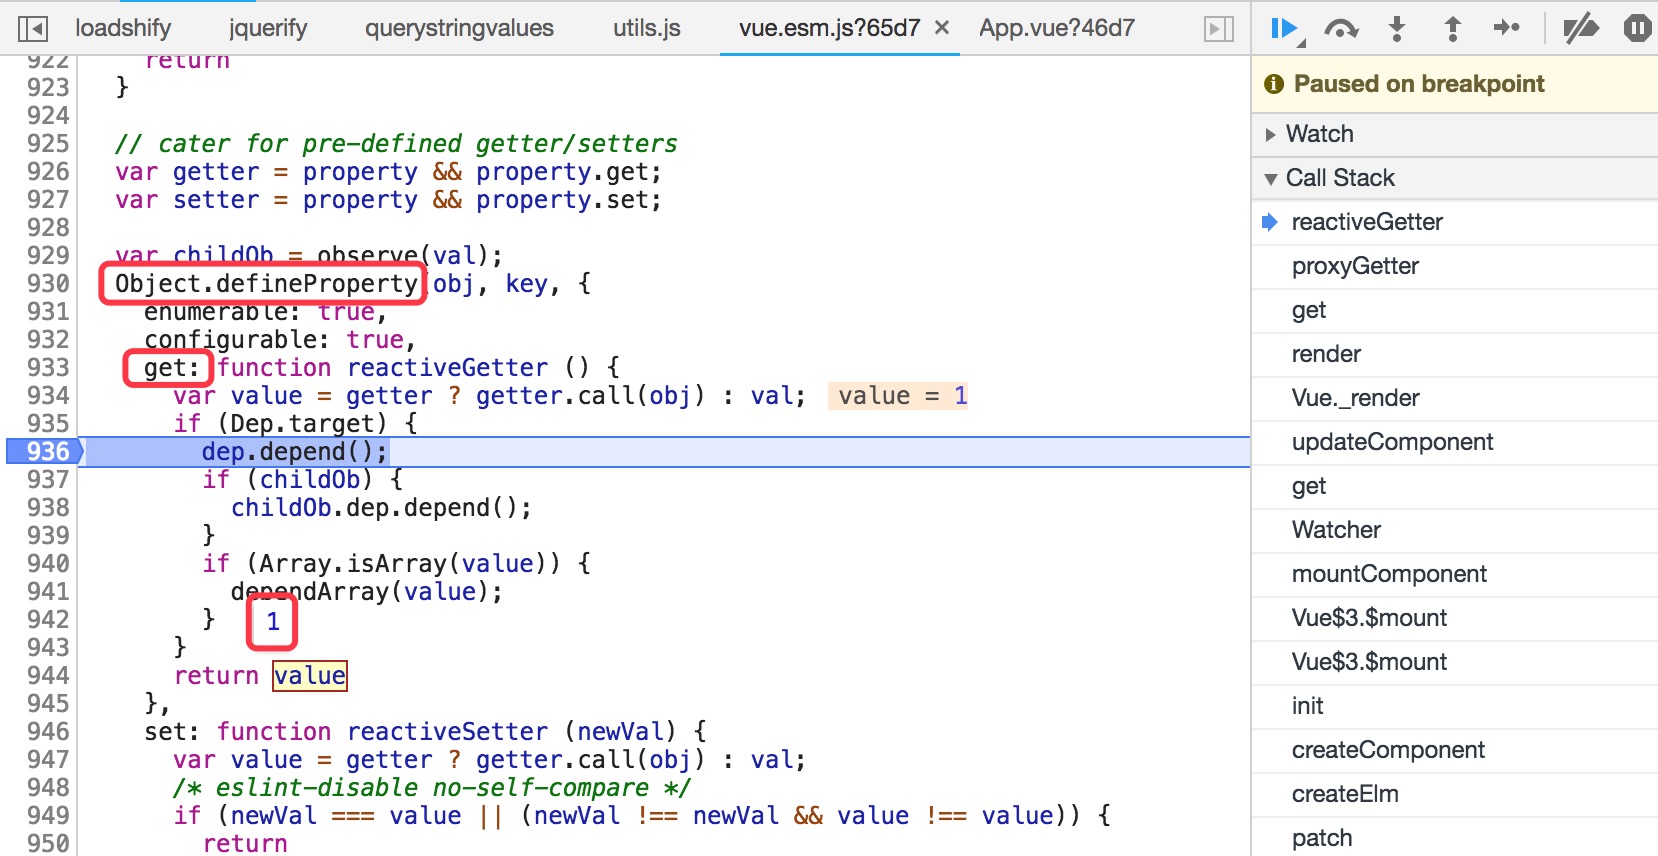 loadshify jquerify querystringvalues utils.js vue.esm.js?65d7 × App.vue?46d7
922 return
923 }
924
925 // cater for pre-defined getter/setters
926 var getter = property && property.get;
927 var setter = property && property.set;
928
929 var childOb = observe(val);
930 Object.defineProperty(obj, key, {
931 enumerable: true,
932 configurable: true,
933 get: function reactiveGetter () {
934 var value = getter ? getter.call(obj) : val; value = 1
935 if (Dep.target) {
936 dep.depend();
937 if (childOb) {
938 childOb.dep.depend();
939 }
940 if (Array.isArray(value)) {
941 dependArray(value);
942 } 1
943 }
944 return value
945 },
946 set: function reactiveSetter (newVal) {
947 var value = getter ? getter.call(obj) : val;
948 /* eslint-disable no-self-compare */
949 if (newVal === value || (newVal !== newVal && value !== value)) {
950 return
Paused on breakpoint
Watch
Call Stack
reactiveGetter
proxyGetter
get
render
Vue._render
updateComponent
get
Watcher
mountComponent
Vue$3.$mount
Vue$3.$mount
init
createComponent
createElm
patch